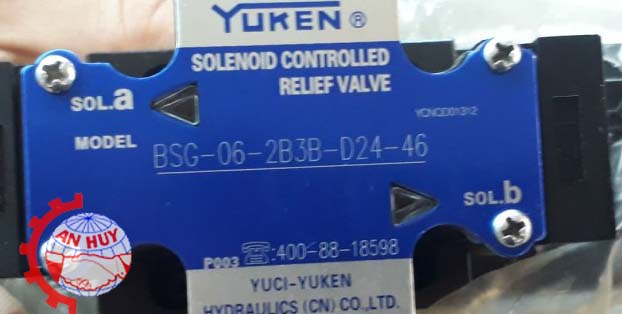 YUKEN ®
SOLENOID CONTROLLED
RELIEF VALVE
SOL.a
YCNCD01312
MODEL
BSG-06-2B3B-D24-46
SOL.b
AN HUY
P003 ☎:400-88-18598
YUCI-YUKEN
HYDRAULICS (CN) CO.,LTD.